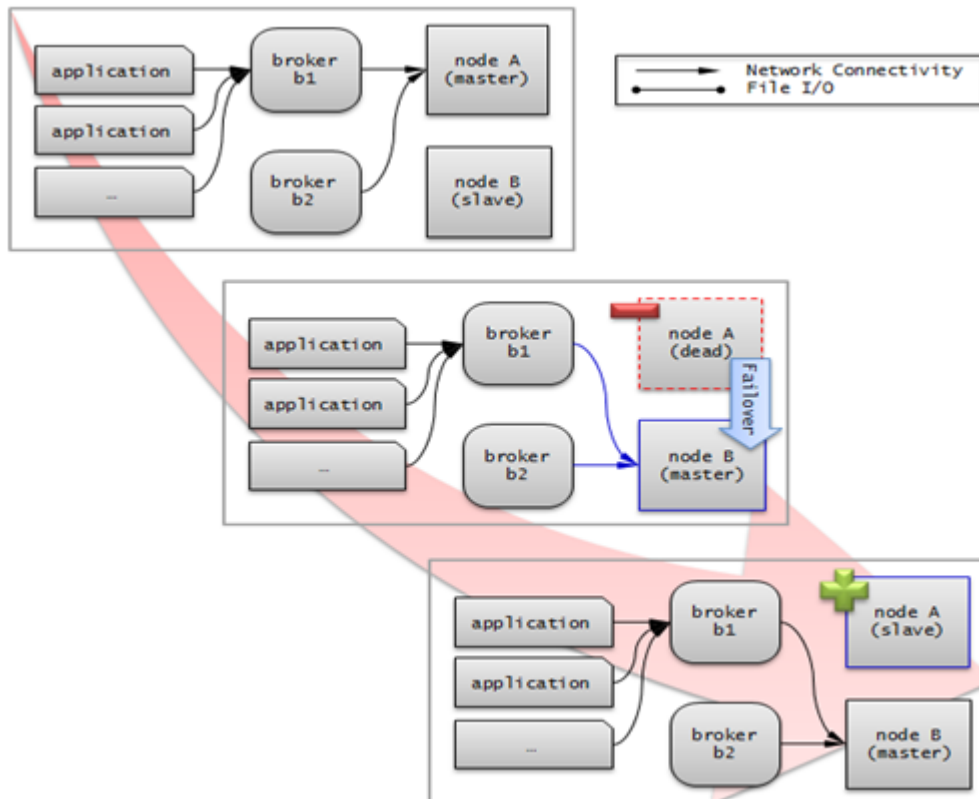 application
application
…
broker
b1
broker
b2
node A
(master)
node B
(slave)
Network Connectivity
File I/O
application
application
…
broker
b1
broker
b2
node A
(dead)
Failover
node B
(master)
application
application
…
broker
b1
broker
b2
node A
(slave)
node B
(master)